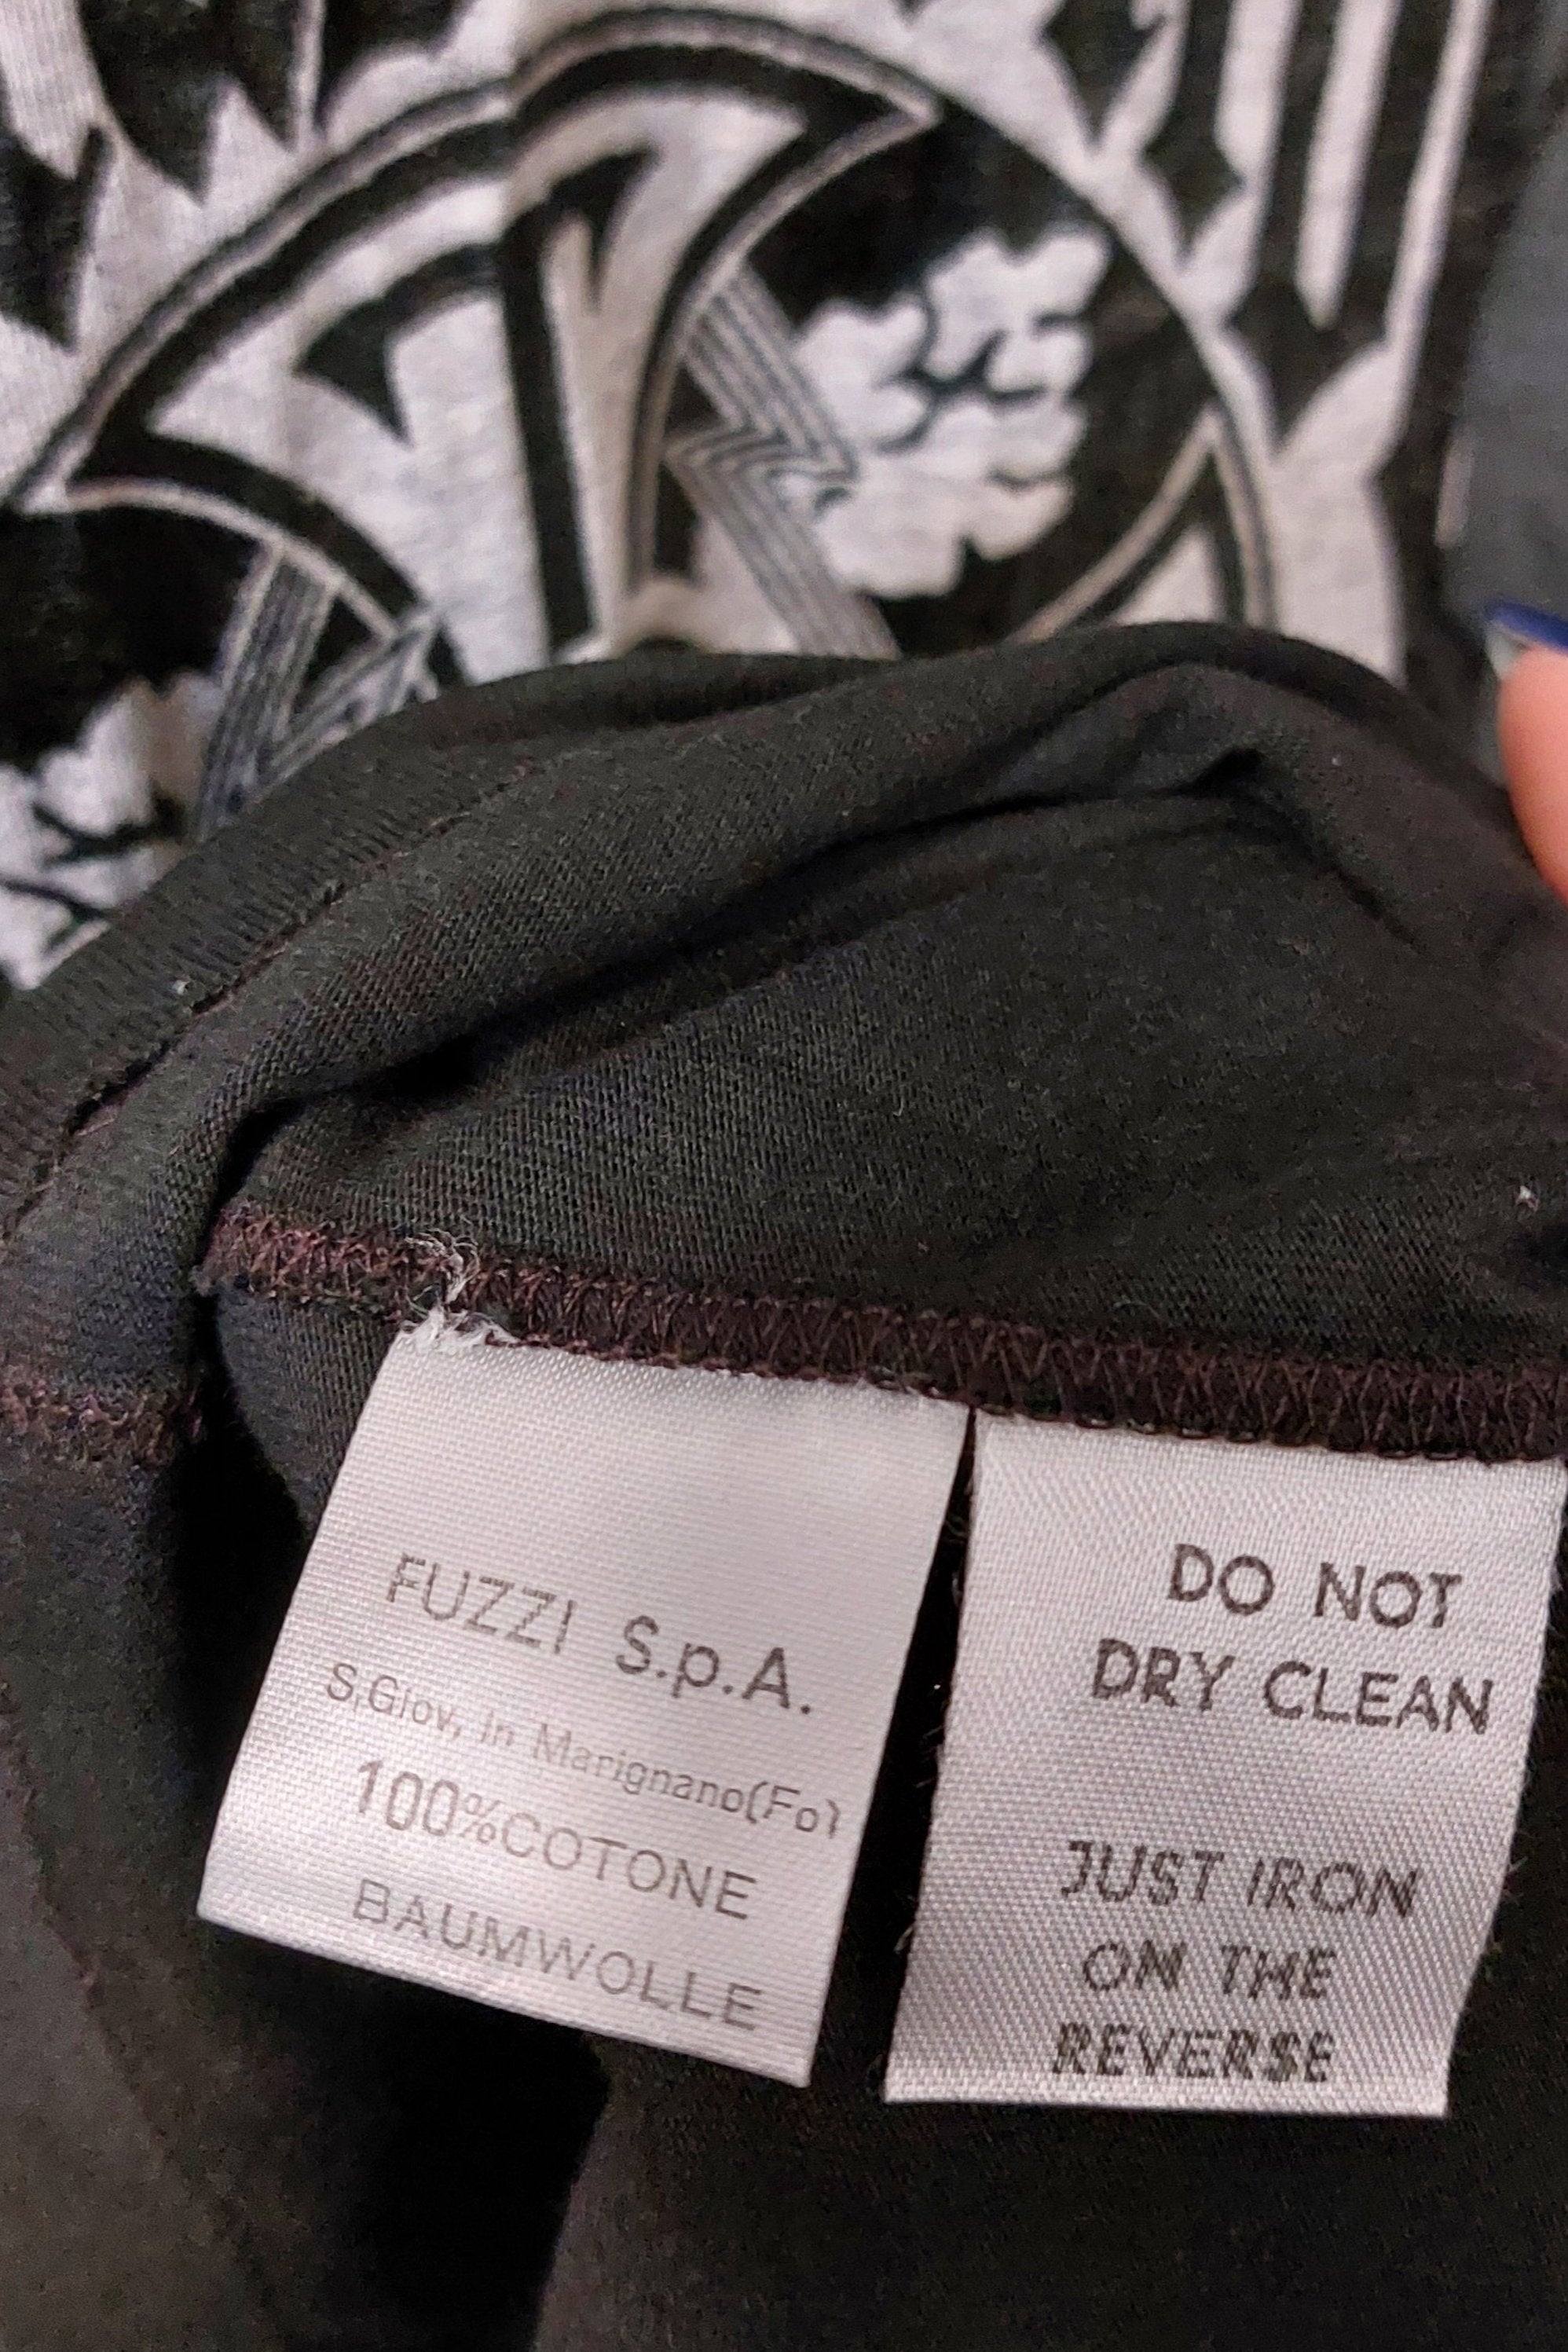 FUZZI S.p.A.
S.Giov. in Marignano(Fo)
100%COTONE
BAUMWOLLE
DO NOT
DRY CLEAN
JUST IRON
ON THE
REVERSE